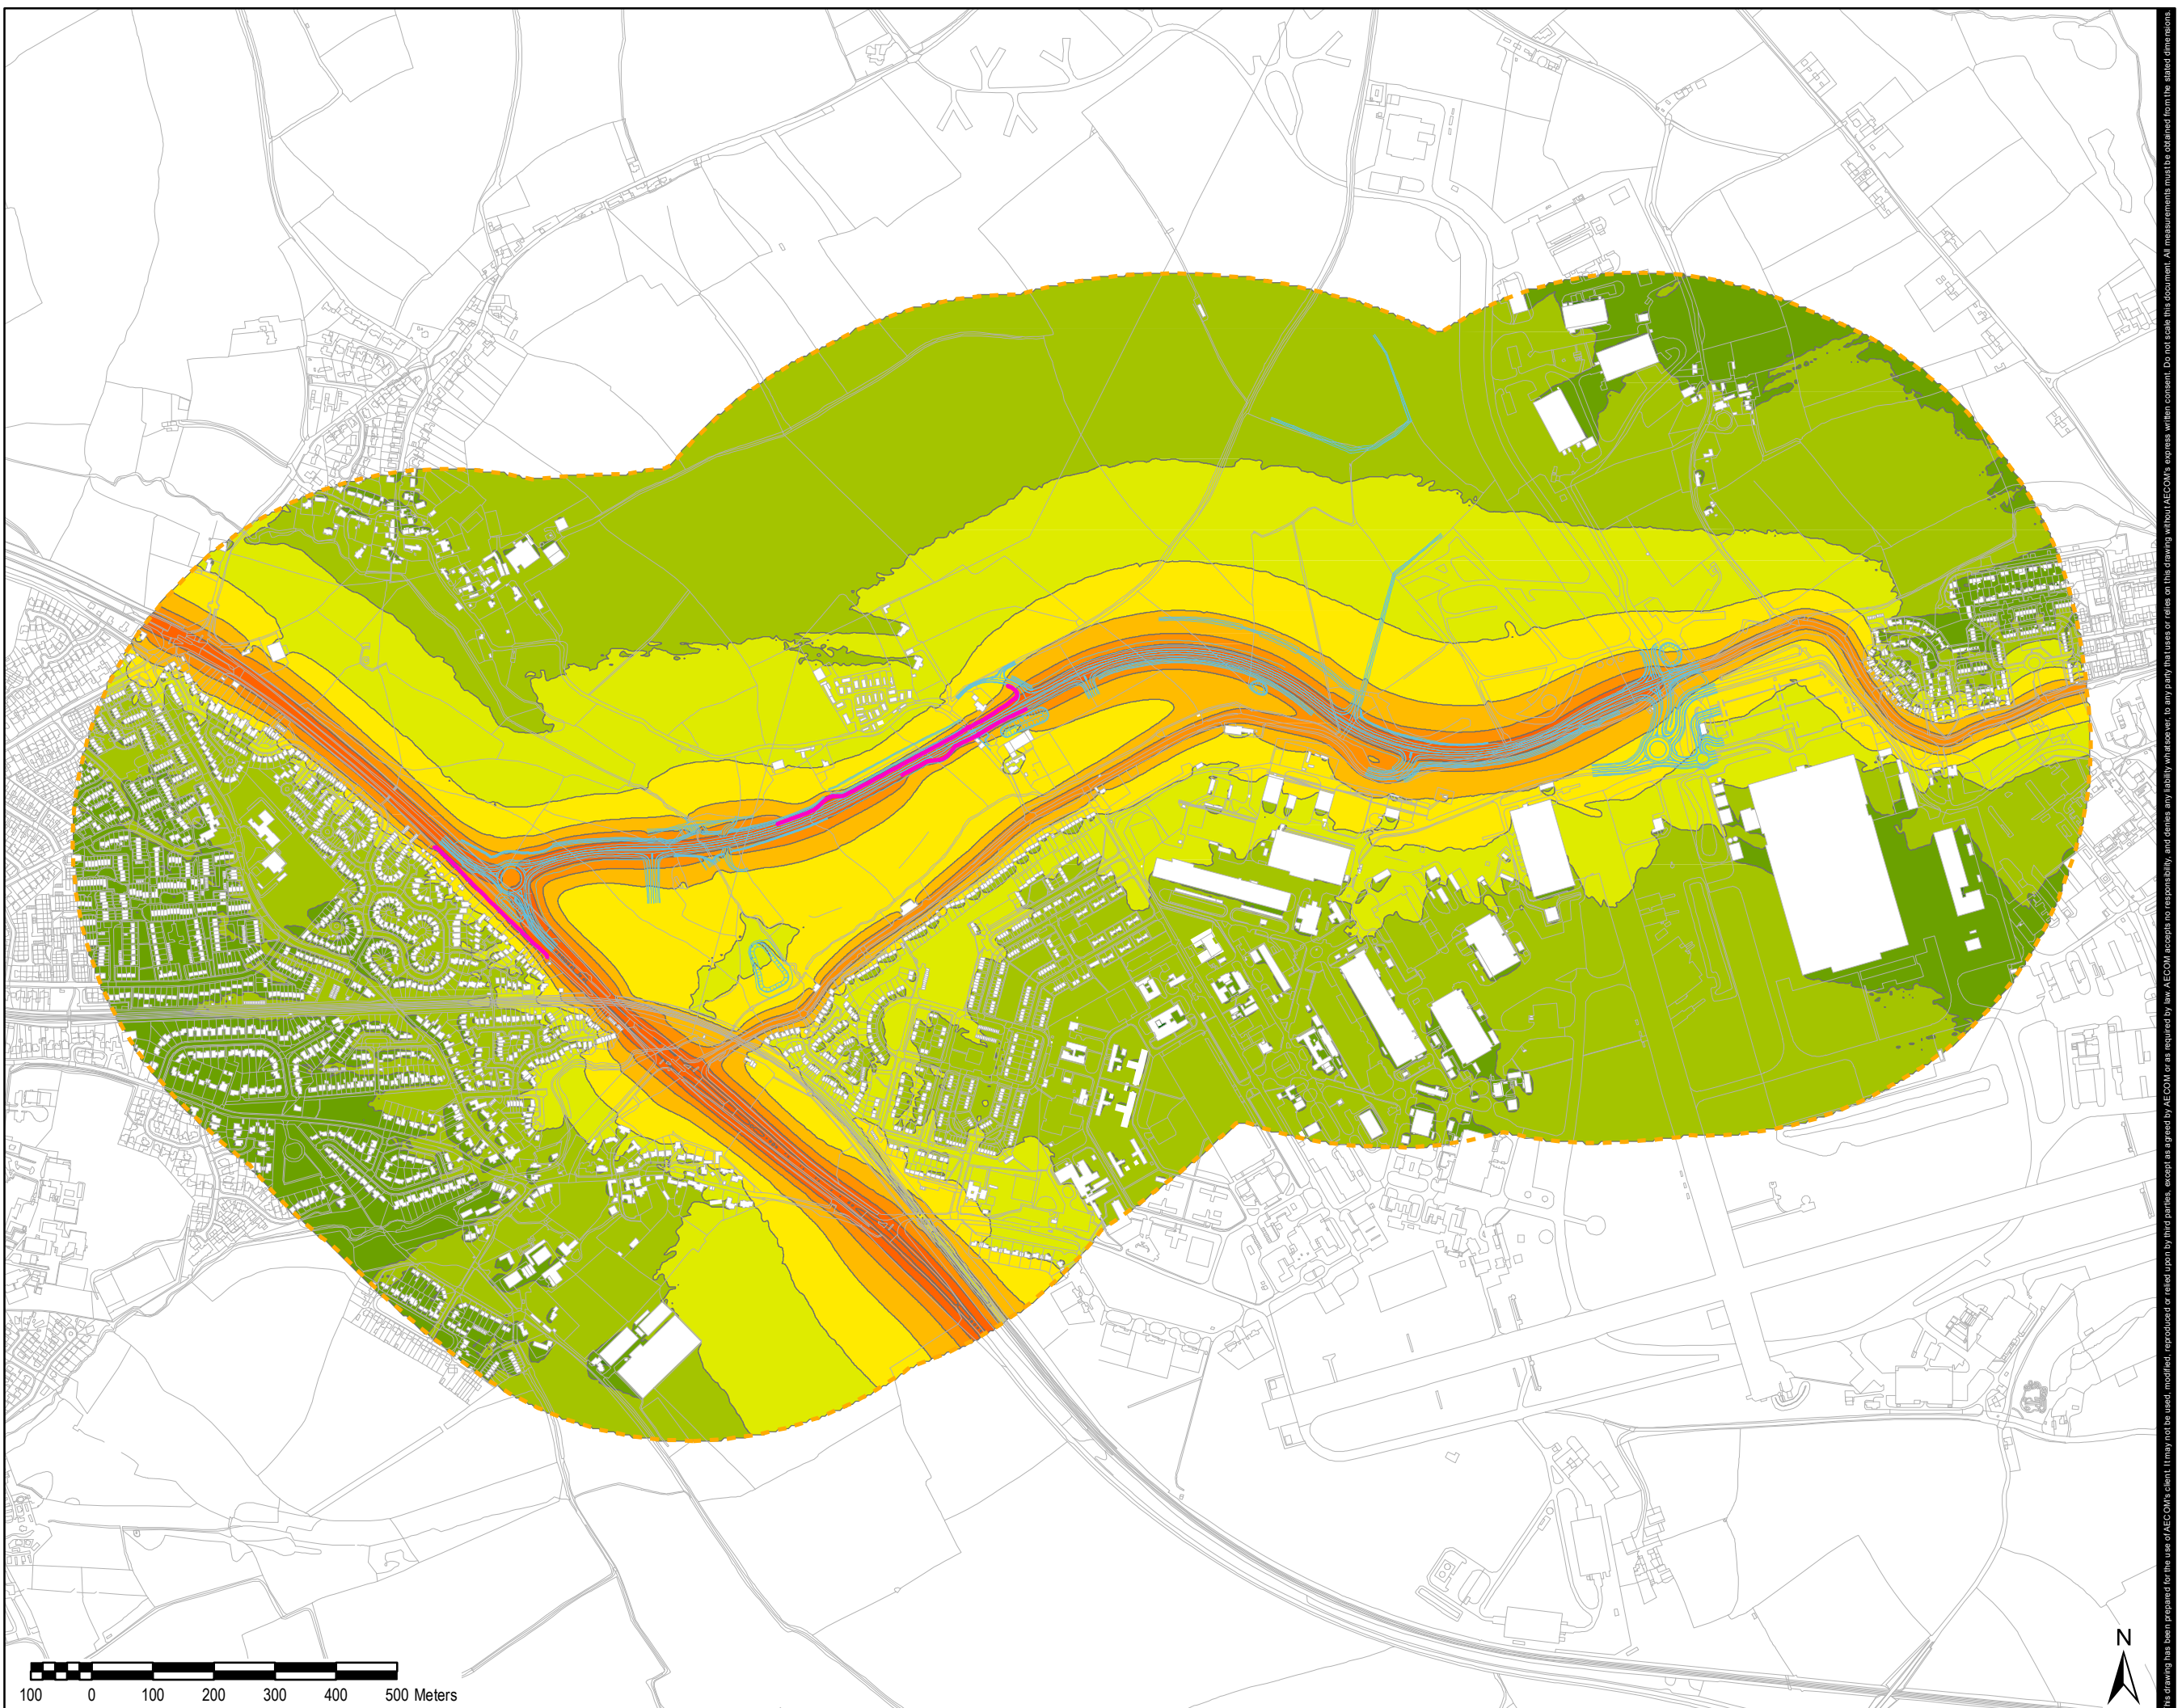 This drawing has been prepared for the use of AECOM's client. It may not be used, modified, reproduced or relied upon by third parties, except as agreed by AECOM or as required by law. AECOM accepts no responsibility, and denies any liability whatsoever, to any party that uses or relies on this drawing without AECOM's express written consent. Do not scale this document. All measurements must be obtained from the stated dimensions.
N
100 0 100 200 300 400 500 Meters